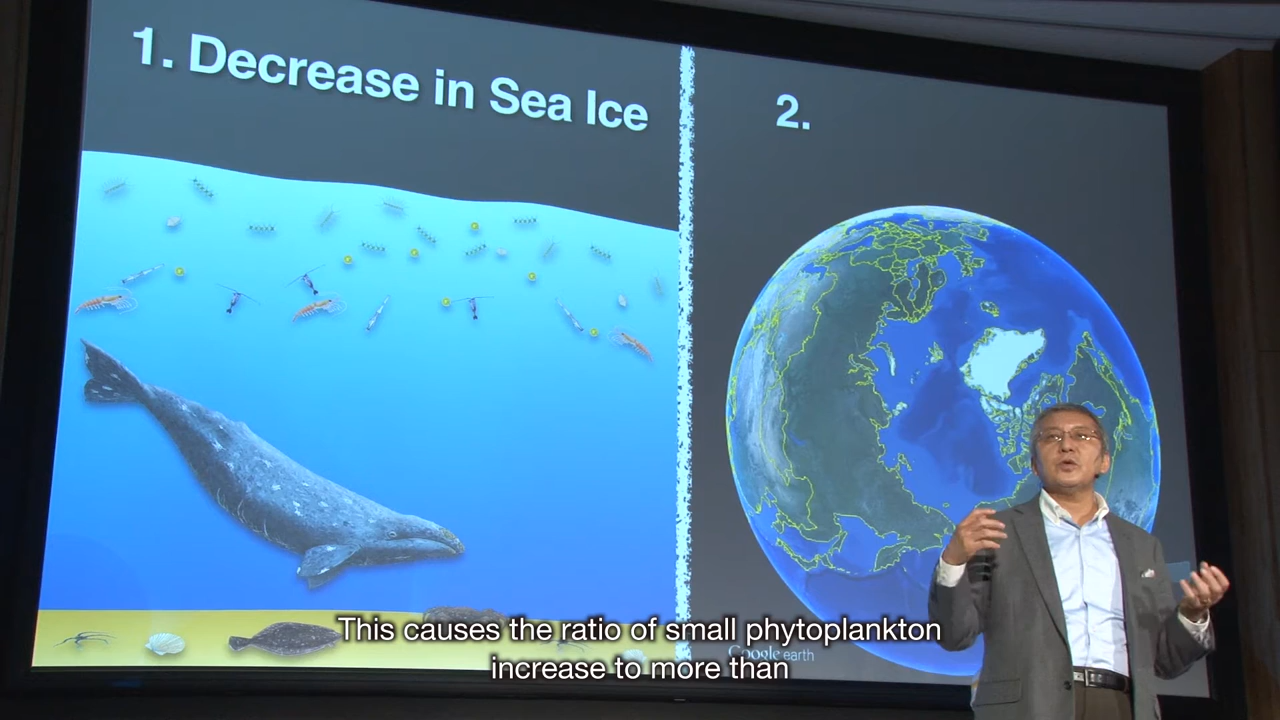 1. Decrease in Sea Ice
2.
Google earth
This causes the ratio of small phytoplankton
increase to more than